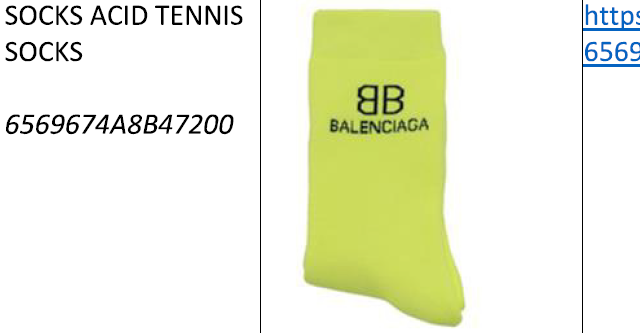 SOCKS ACID TENNIS
SOCKS
6569674A8B47200
BB
BALENCIAGA
https
6569